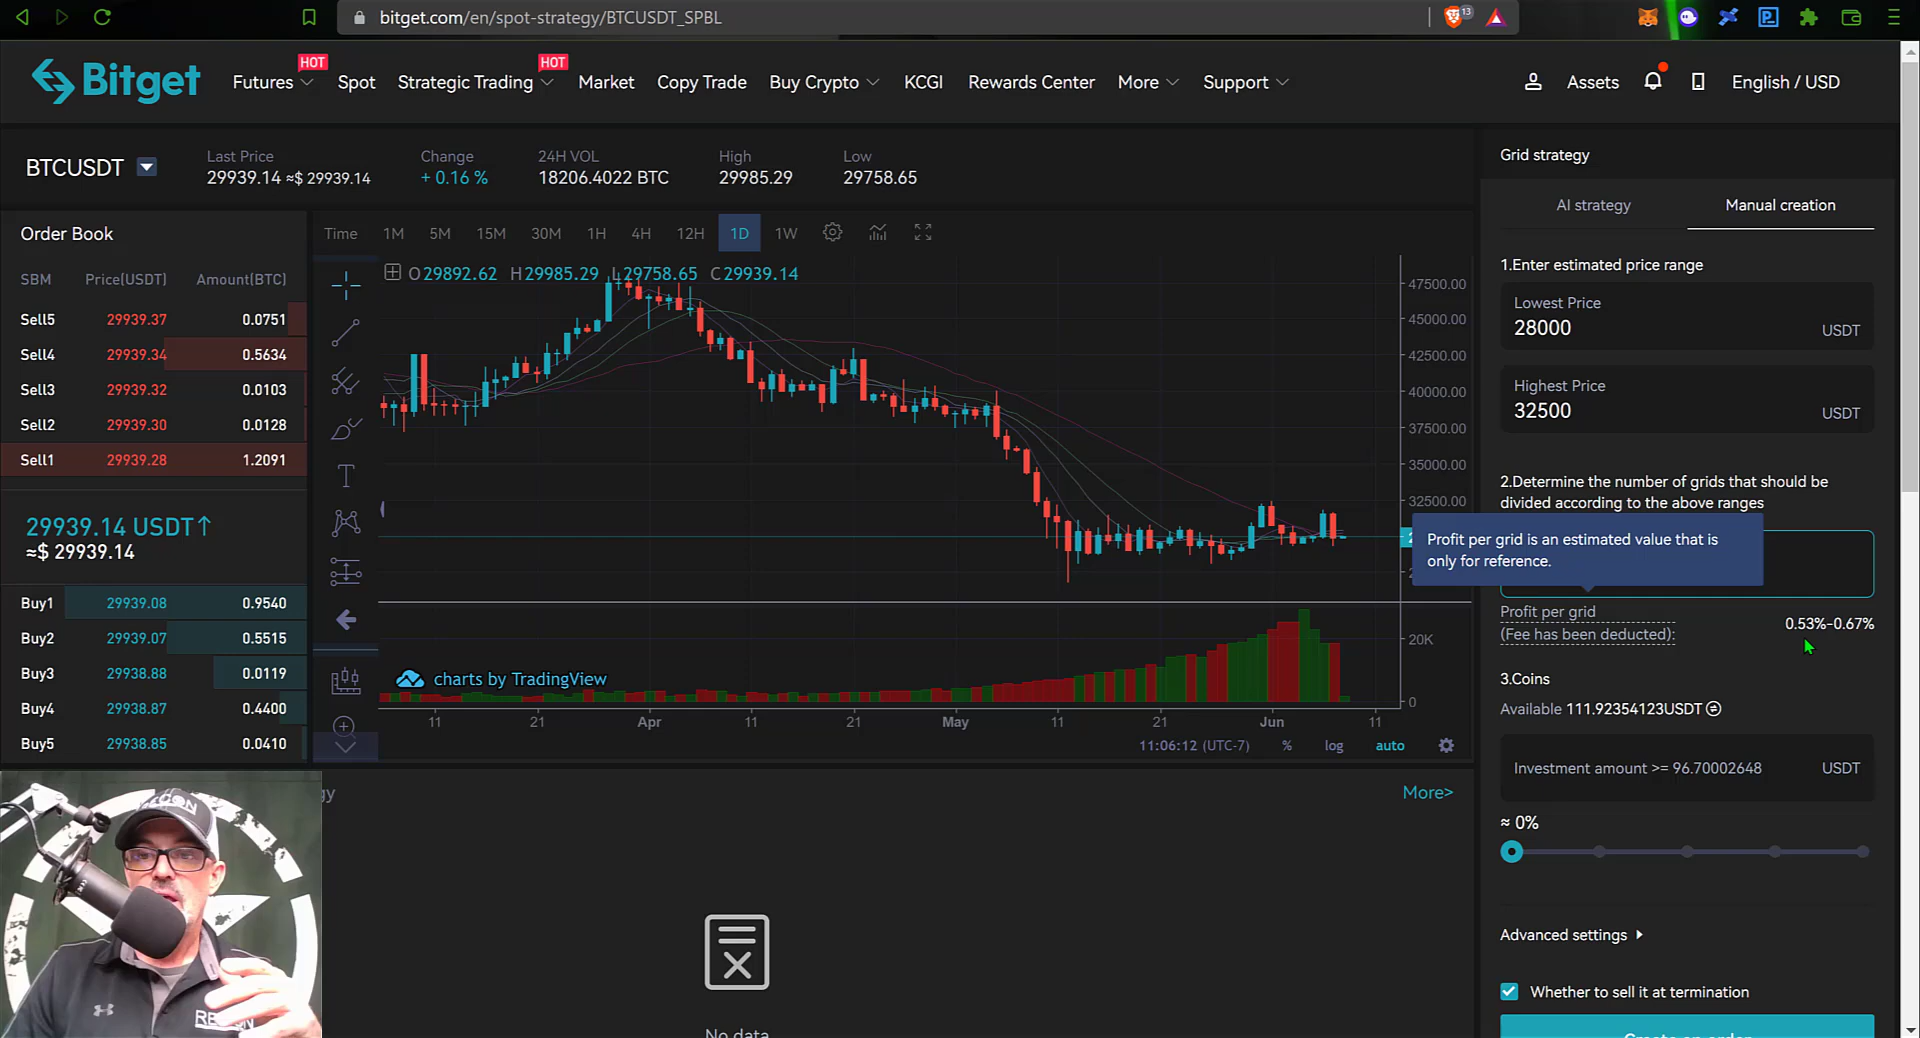 bitget.com/en/spot-strategy/BTCUSDT_SPBL
13
Bitget
Futures
HOT
Spot
Strategic Trading
HOT
Market
Copy Trade
Buy Crypto
KCGI
Rewards Center
More
Support
Assets
English / USD
BTCUSDT
Last Price
29939.14 ≈$ 29939.14
Change
+ 0.16 %
24H VOL
18206.4022 BTC
High
29985.29
Low
29758.65
Order Book
SBM Price(USDT) Amount(BTC)
Sell5 29939.37 0.0751
Sell4 29939.34 0.5634
Sell3 29939.32 0.0103
Sell2 29939.30 0.0128
Sell1 29939.28 1.2091
29939.14 USDT↑
≈$ 29939.14
Buy1 29939.08 0.9540
Buy2 29939.07 0.5515
Buy3 29938.88 0.0119
Buy4 29938.87 0.4400
Buy5 29938.85 0.0410
Time 1M 5M 15M 30M 1H 4H 12H 1D 1W
O29892.62 H29985.29 L29758.65 C29939.14
47500.00
45000.00
42500.00
40000.00
37500.00
35000.00
32500.00
20K
0
charts by TradingView
11 21 Apr 11 21 May 11 21 Jun 11
11:06:12 (UTC-7) % log auto
More>
No data
Grid strategy
AI strategy
Manual creation
1.Enter estimated price range
Lowest Price
28000 USDT
Highest Price
32500 USDT
2.Determine the number of grids that should be
divided according to the above ranges
Profit per grid is an estimated value that is
only for reference.
Profit per grid
(Fee has been deducted):
0.53%-0.67%
3.Coins
Available 111.92354123USDT
Investment amount >= 96.70002648 USDT
≈ 0%
Advanced settings
Whether to sell it at termination
Create an order
RECON